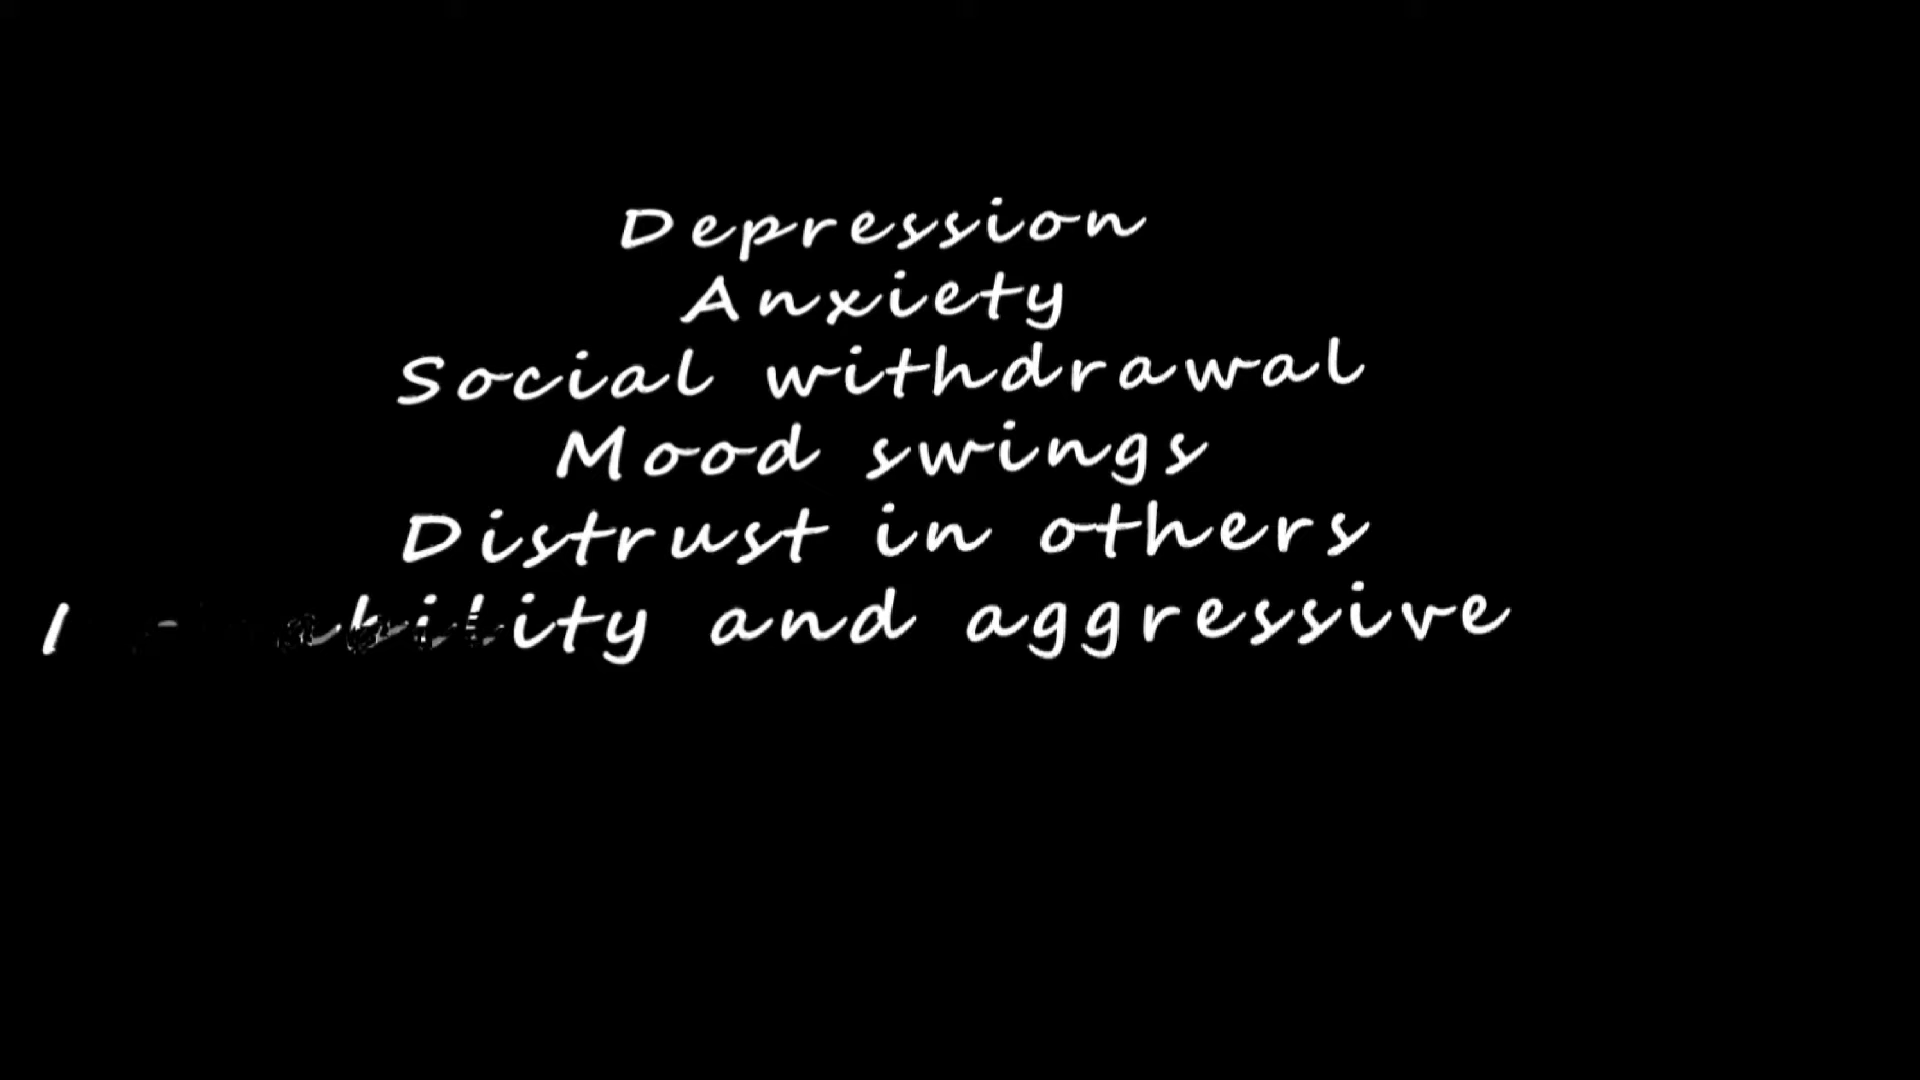 Depression
Anxiety
Social withdrawal
Mood swings
Distrust in others
and aggressive